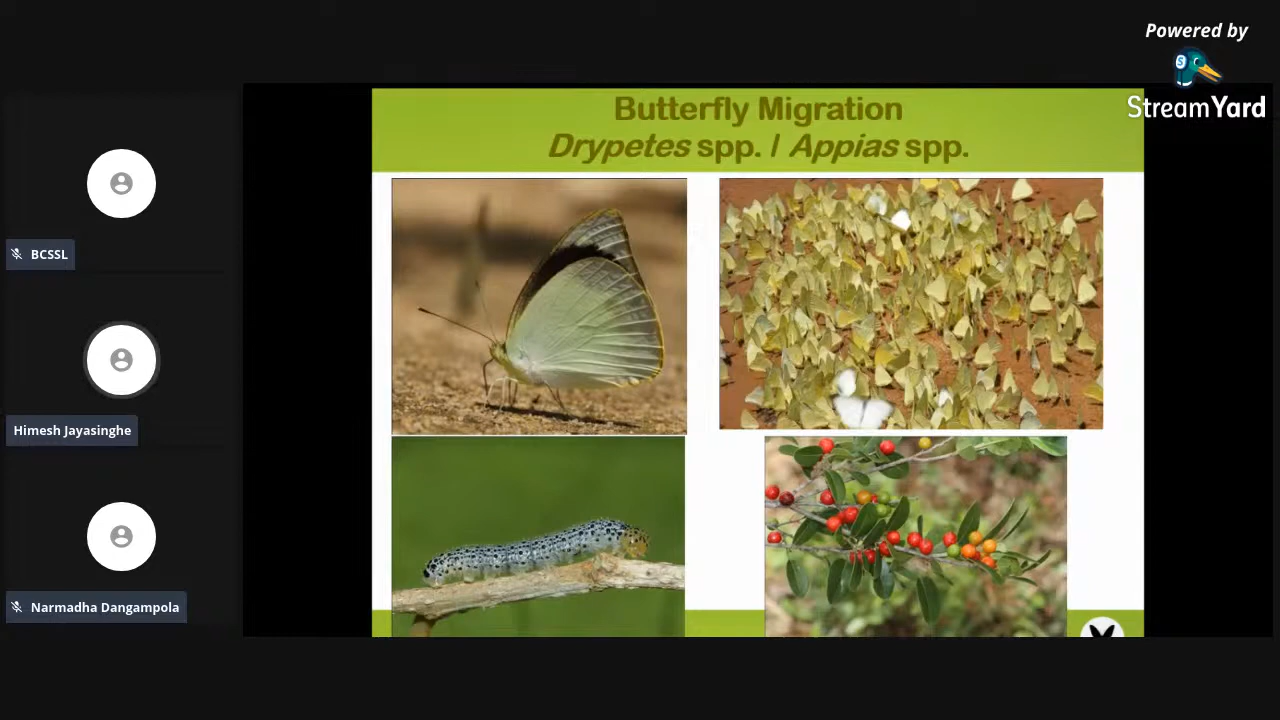 Powered by
StreamYard
Butterfly Migration
Drypetes spp. / Appias spp.
BCSSL
Himesh Jayasinghe
Narmadha Dangampola